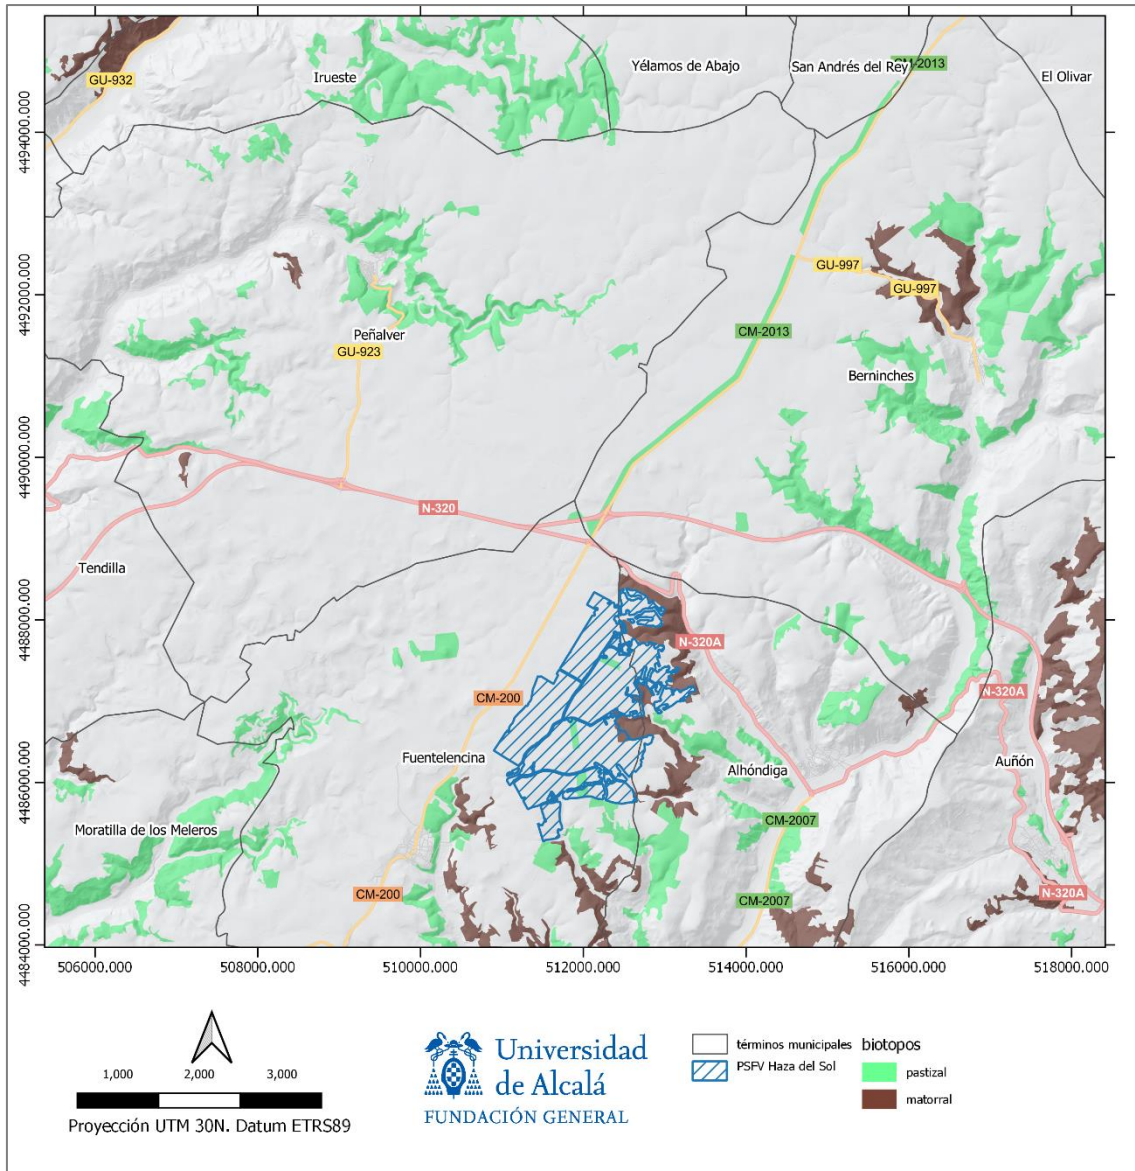 CM-2013
San Andrés del Rey
Yélamos de Abajo
El Olivar
Irueste
GU-932
4494000.000
GU-997
GU-997
4492000.000
CM-2013
Peñalver
GU-923
Berninches
4490000.000
N-320
Tendilla
4488000.000
N-320A
N-320A
CM-200
Fuentelencina
Alhóndiga
Auñón
4486000.000
CM-2007
Moratilla de los Meleros
CM-200
N-320A
CM-2007
4484000.000
506000.000 508000.000 510000.000 512000.000 514000.000 516000.000 518000.000
1,000 2,000 3,000
Proyección UTM 30N. Datum ETRS89
Universidad
de Alcalá
FUNDACIÓN GENERAL
términos municipales
PSFV Haza del Sol
biotopos
pastizal
matorral